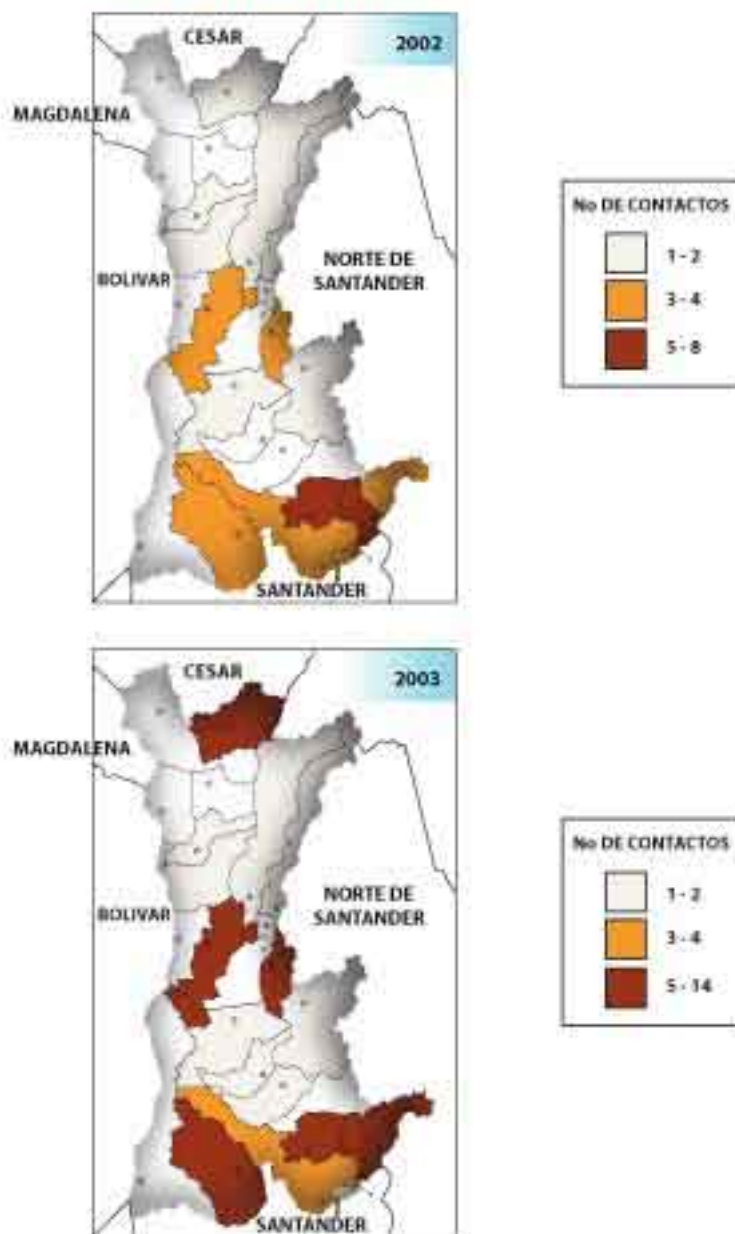 CESAR
2002
MAGDALENA
No DE CONTACTOS
1 - 2
3 - 4
5 - 8
NORTE DE
SANTANDER
BOLIVAR
SANTANDER
CESAR
2003
MAGDALENA
No DE CONTACTOS
1 - 2
3 - 4
5 - 14
NORTE DE
SANTANDER
BOLIVAR
SANTANDER